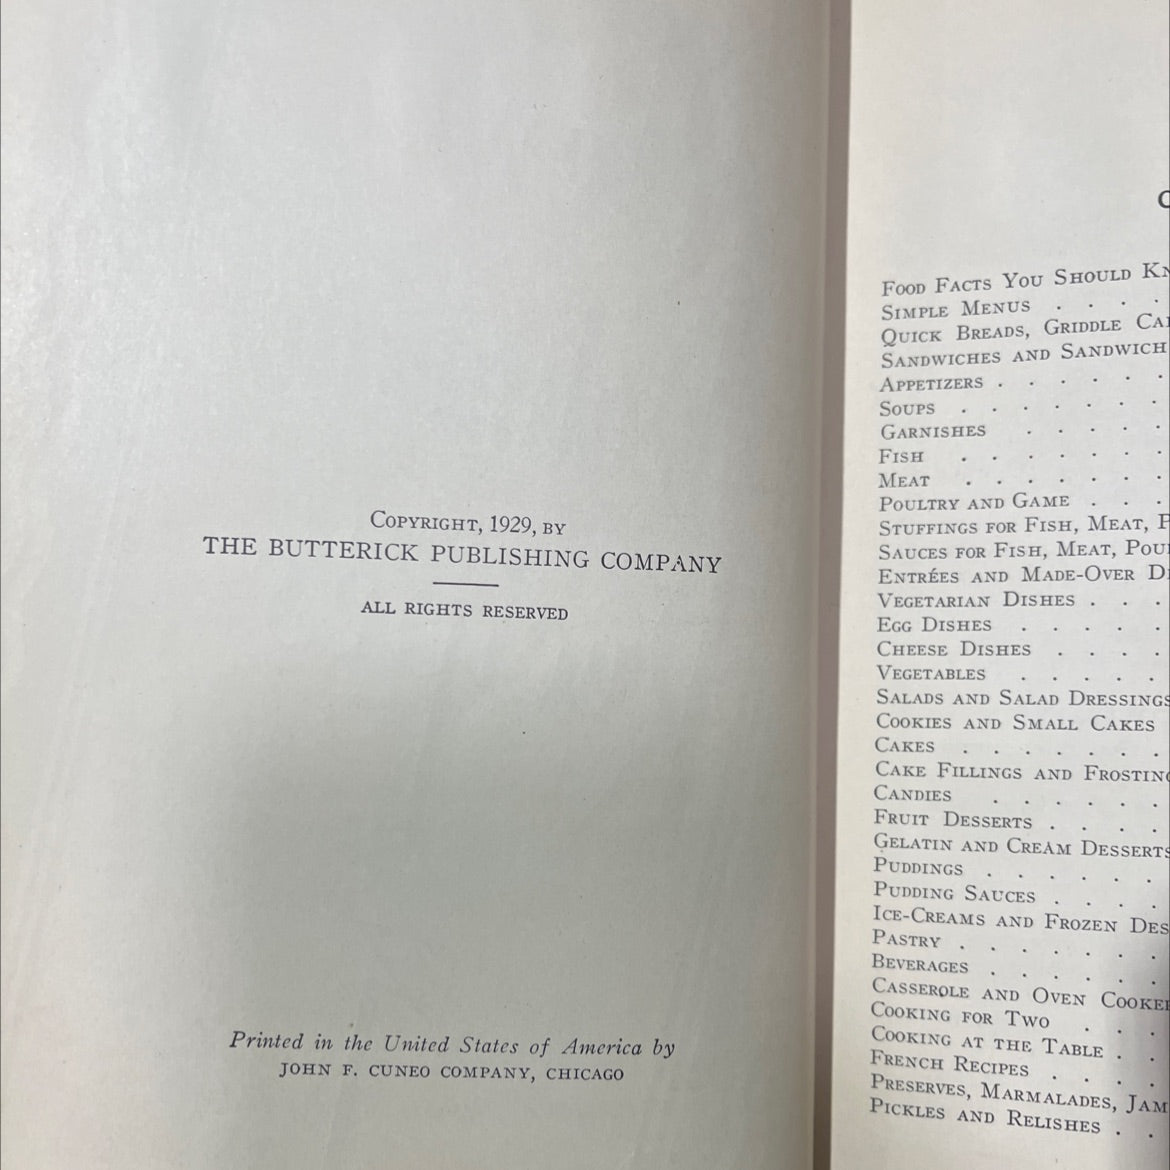 Copyright, 1929, by
THE BUTTERICK PUBLISHING COMPANY
ALL RIGHTS RESERVED
Printed in the United States of America by
JOHN F. CUNEO COMPANY, CHICAGO
Food Facts You Should
Simple Menus . . . .
Quick Breads, Griddle
Sandwiches and Sandwich
Appetizers . . . . . .
Soups . . . . . . .
Garnishes . . . . .
Fish . . . . . . .
Meat . . . . . . .
Poultry and Game . . .
Stuffings for Fish, Meat,
Sauces for Fish, Meat,
Entrées and Made-Over
Vegetarian Dishes . . .
Egg Dishes . . . . .
Cheese Dishes . . . .
Vegetables . . . . .
Salads and Salad Dressings
Cookies and Small Cakes
Cakes . . . . . . .
Cake Fillings and
Candies . . . . . .
Fruit Desserts . . . .
Gelatin and Cream Desserts
Puddings . . . . . .
Pudding Sauces . . . .
Ice-Creams and Frozen
Pastry . . . . . . .
Beverages . . . . . .
Casserole and Oven
Cooking for Two . . .
Cooking at the Table . .
French Recipes . . . .
Preserves, Marmalades,
Pickles and Relishes . .